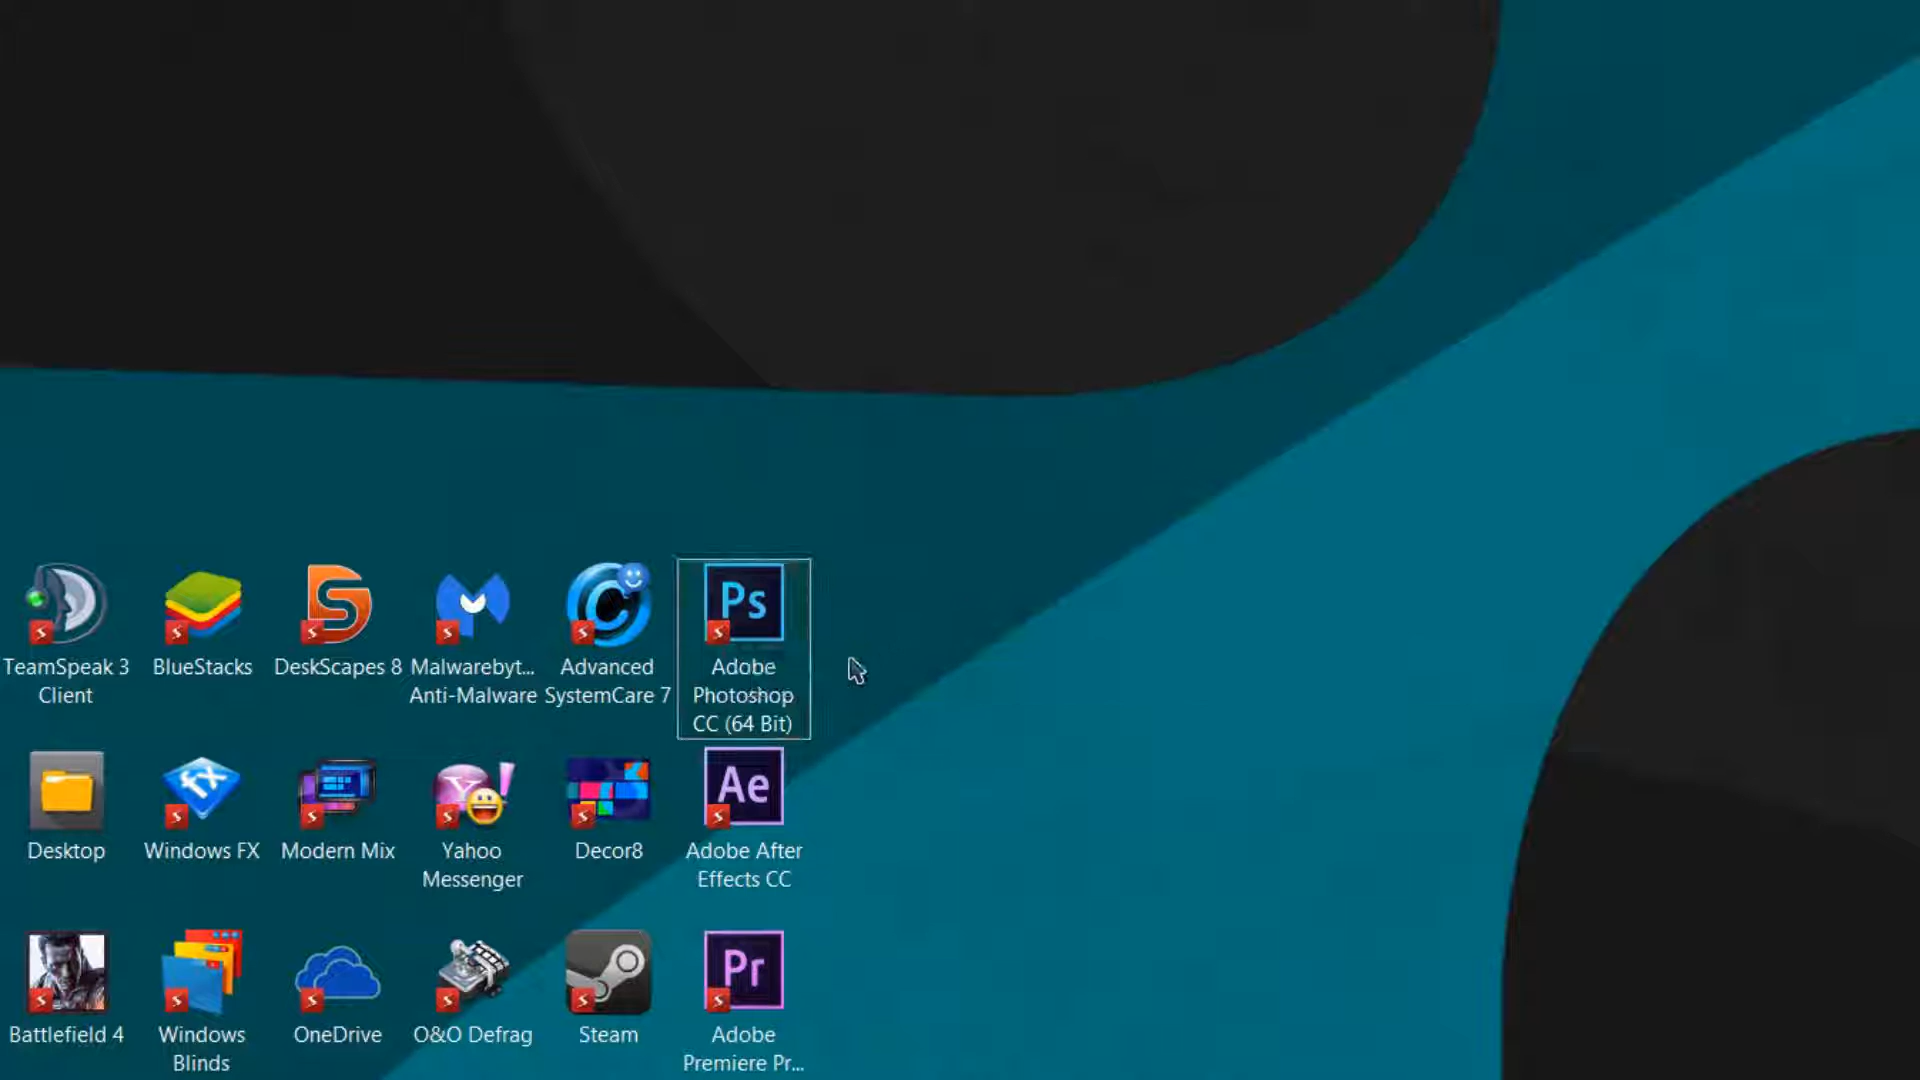 Ps
TeamSpeak 3
Client
BlueStacks
DeskScapes 8
Malwarebyt...
Anti-Malware
Advanced
SystemCare 7
Adobe
Photoshop
CC (64 Bit)
fx
Y!
Ae
Desktop
Windows FX
Modern Mix
Yahoo
Messenger
Decor8
Adobe After
Effects CC
Pr
Battlefield 4
Windows
Blinds
OneDrive
O&O Defrag
Steam
Adobe
Premiere Pr...